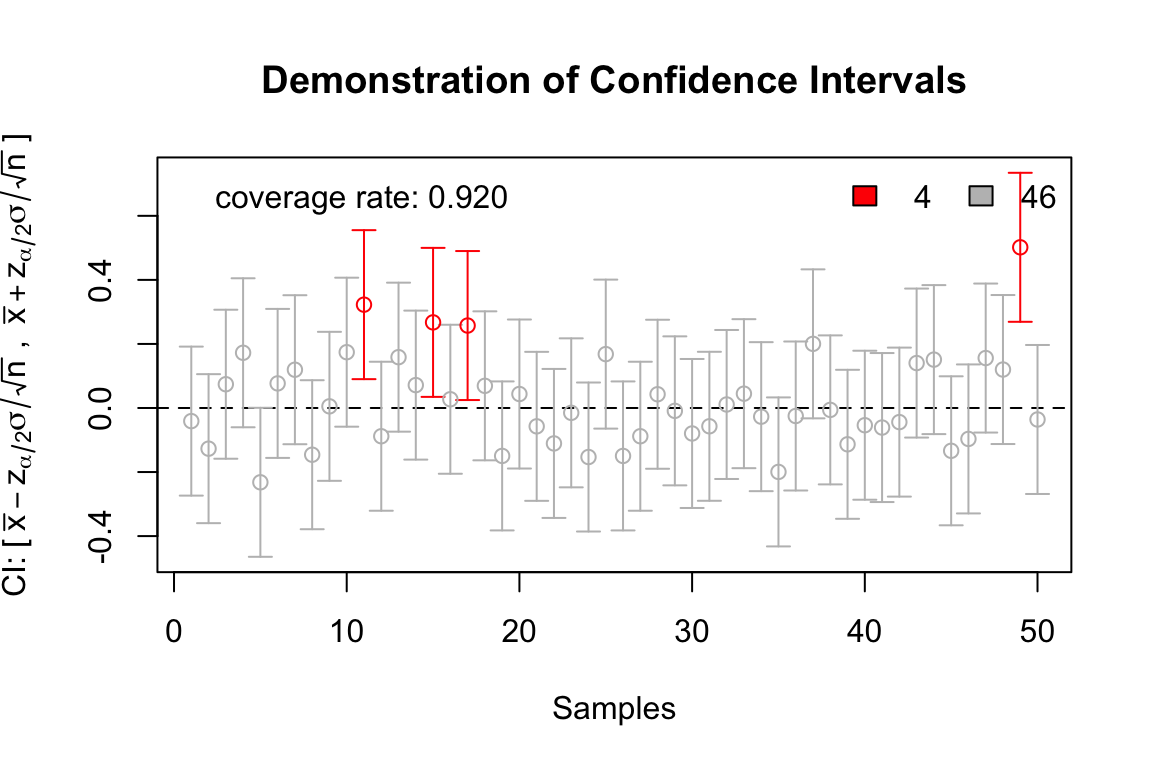 Demonstration of Confidence Intervals
coverage rate: 0.920
4
46
CI: [ x̅ − zα/2σ/√n , x̅ + zα/2σ/√n ]
0.4
0.0
-0.4
0 10 20 30 40 50
Samples